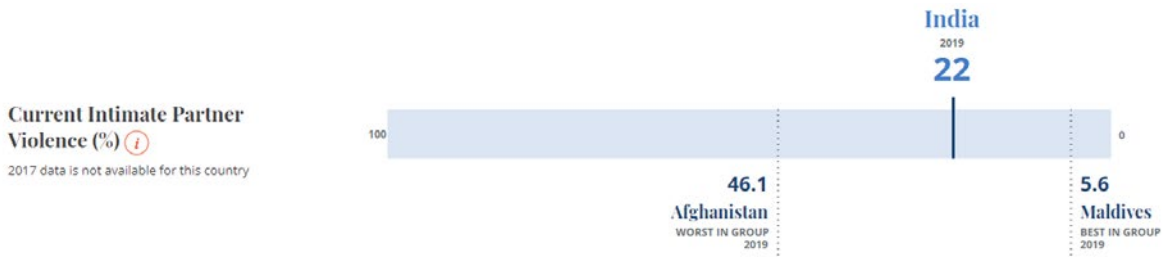 India
2019
22
Current Intimate Partner
Violence (%) i
2017 data is not available for this country
100
0
46.1
Afghanistan
WORST IN GROUP
2019
5.6
Maldives
BEST IN GROUP
2019